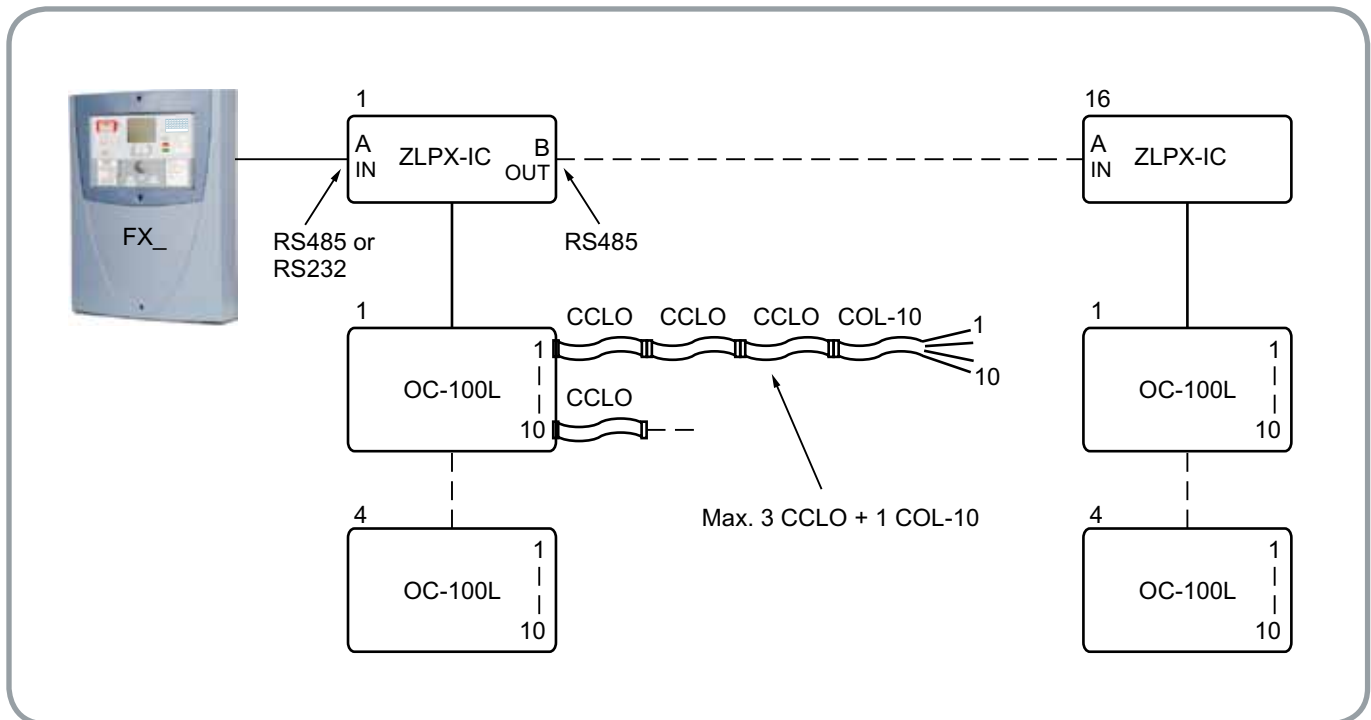 1
16
A
IN
ZLPX-IC
B
OUT
A
IN
ZLPX-IC
FX_
RS485 or
RS232
RS485
1
1
CCLO CCLO CCLO COL-10
1
10
OC-100L
1
10
CCLO
OC-100L
1
10
Max. 3 CCLO + 1 COL-10
4
4
OC-100L
1
10
OC-100L
1
10